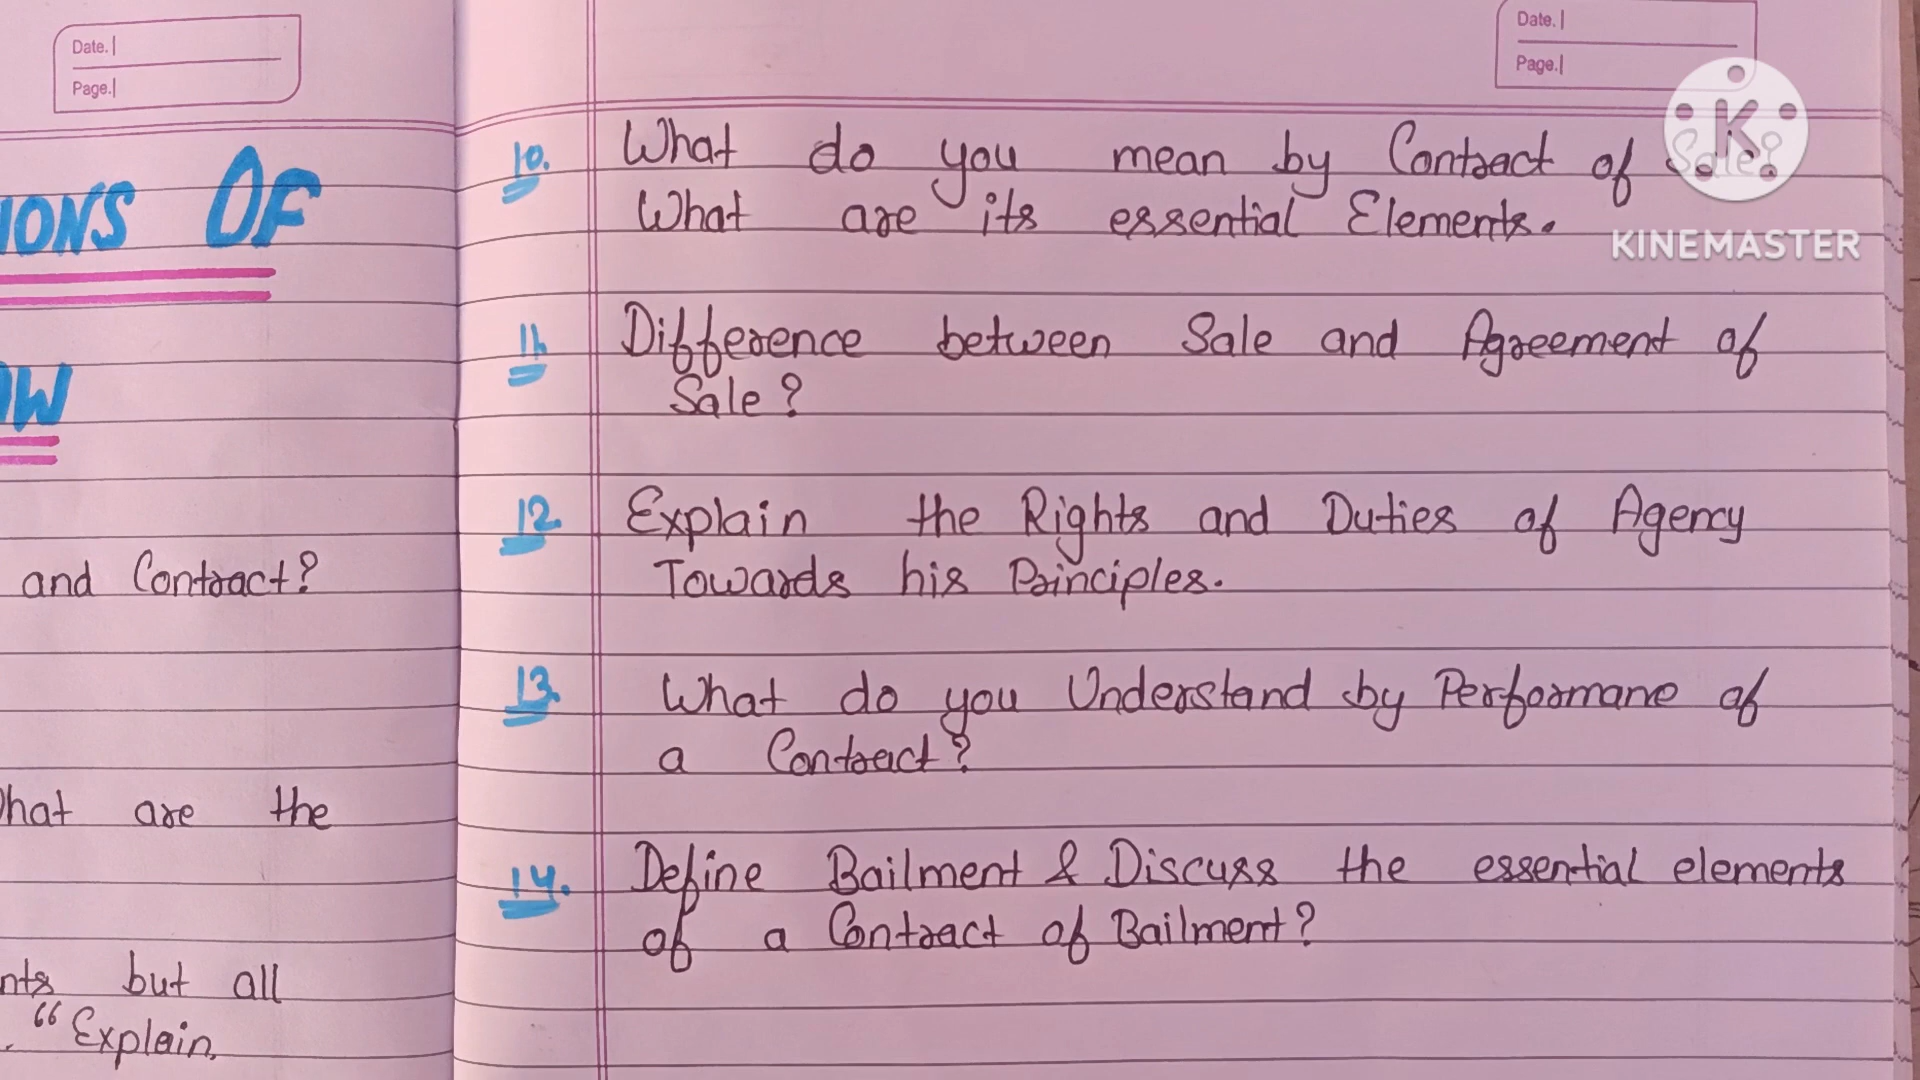 Date.
Page.
IONS OF
OW
and Contract?
What are the
nts but all
. "Explain.
Date.
Page.
10. What do you mean by Contract of Sale?
What are its essential Elements.
11. Difference between Sale and Agreement of
Sale?
12. Explain the Rights and Duties of Agency
Towards his Principles.
13. What do you Understand by Performane of
a Contract?
14. Define Bailment & Discuss the essential elements
of a Contract of Bailment?
K
KINEMASTER